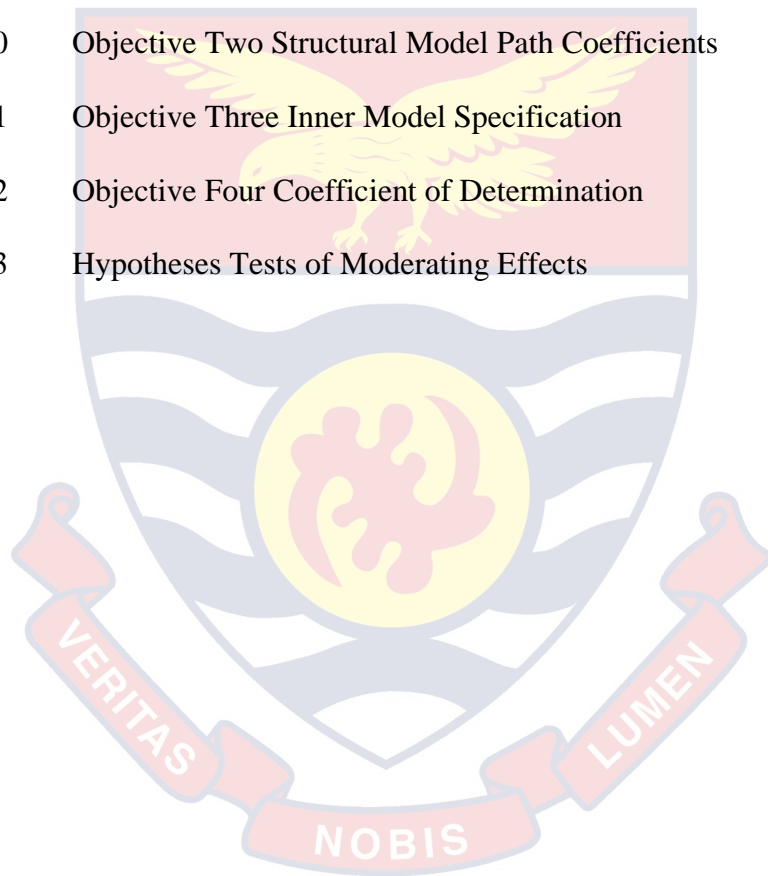 0 Objective Two Structural Model Path Coefficients
1 Objective Three Inner Model Specification
2 Objective Four Coefficient of Determination
3 Hypotheses Tests of Moderating Effects
VERITAS
NOBIS
LUMEN